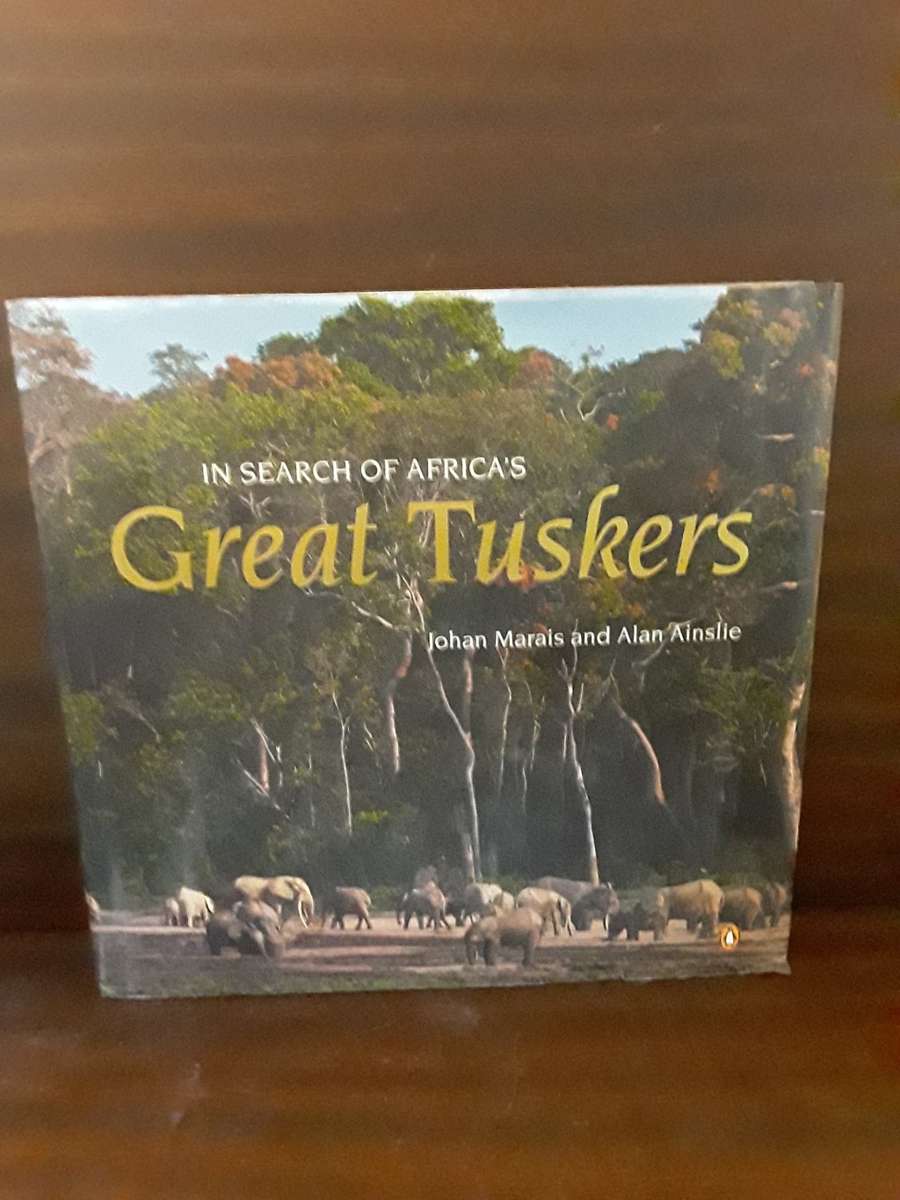 IN SEARCH OF AFRICA'S
Great Tuskers
Johan Marais and Alan Ainslie